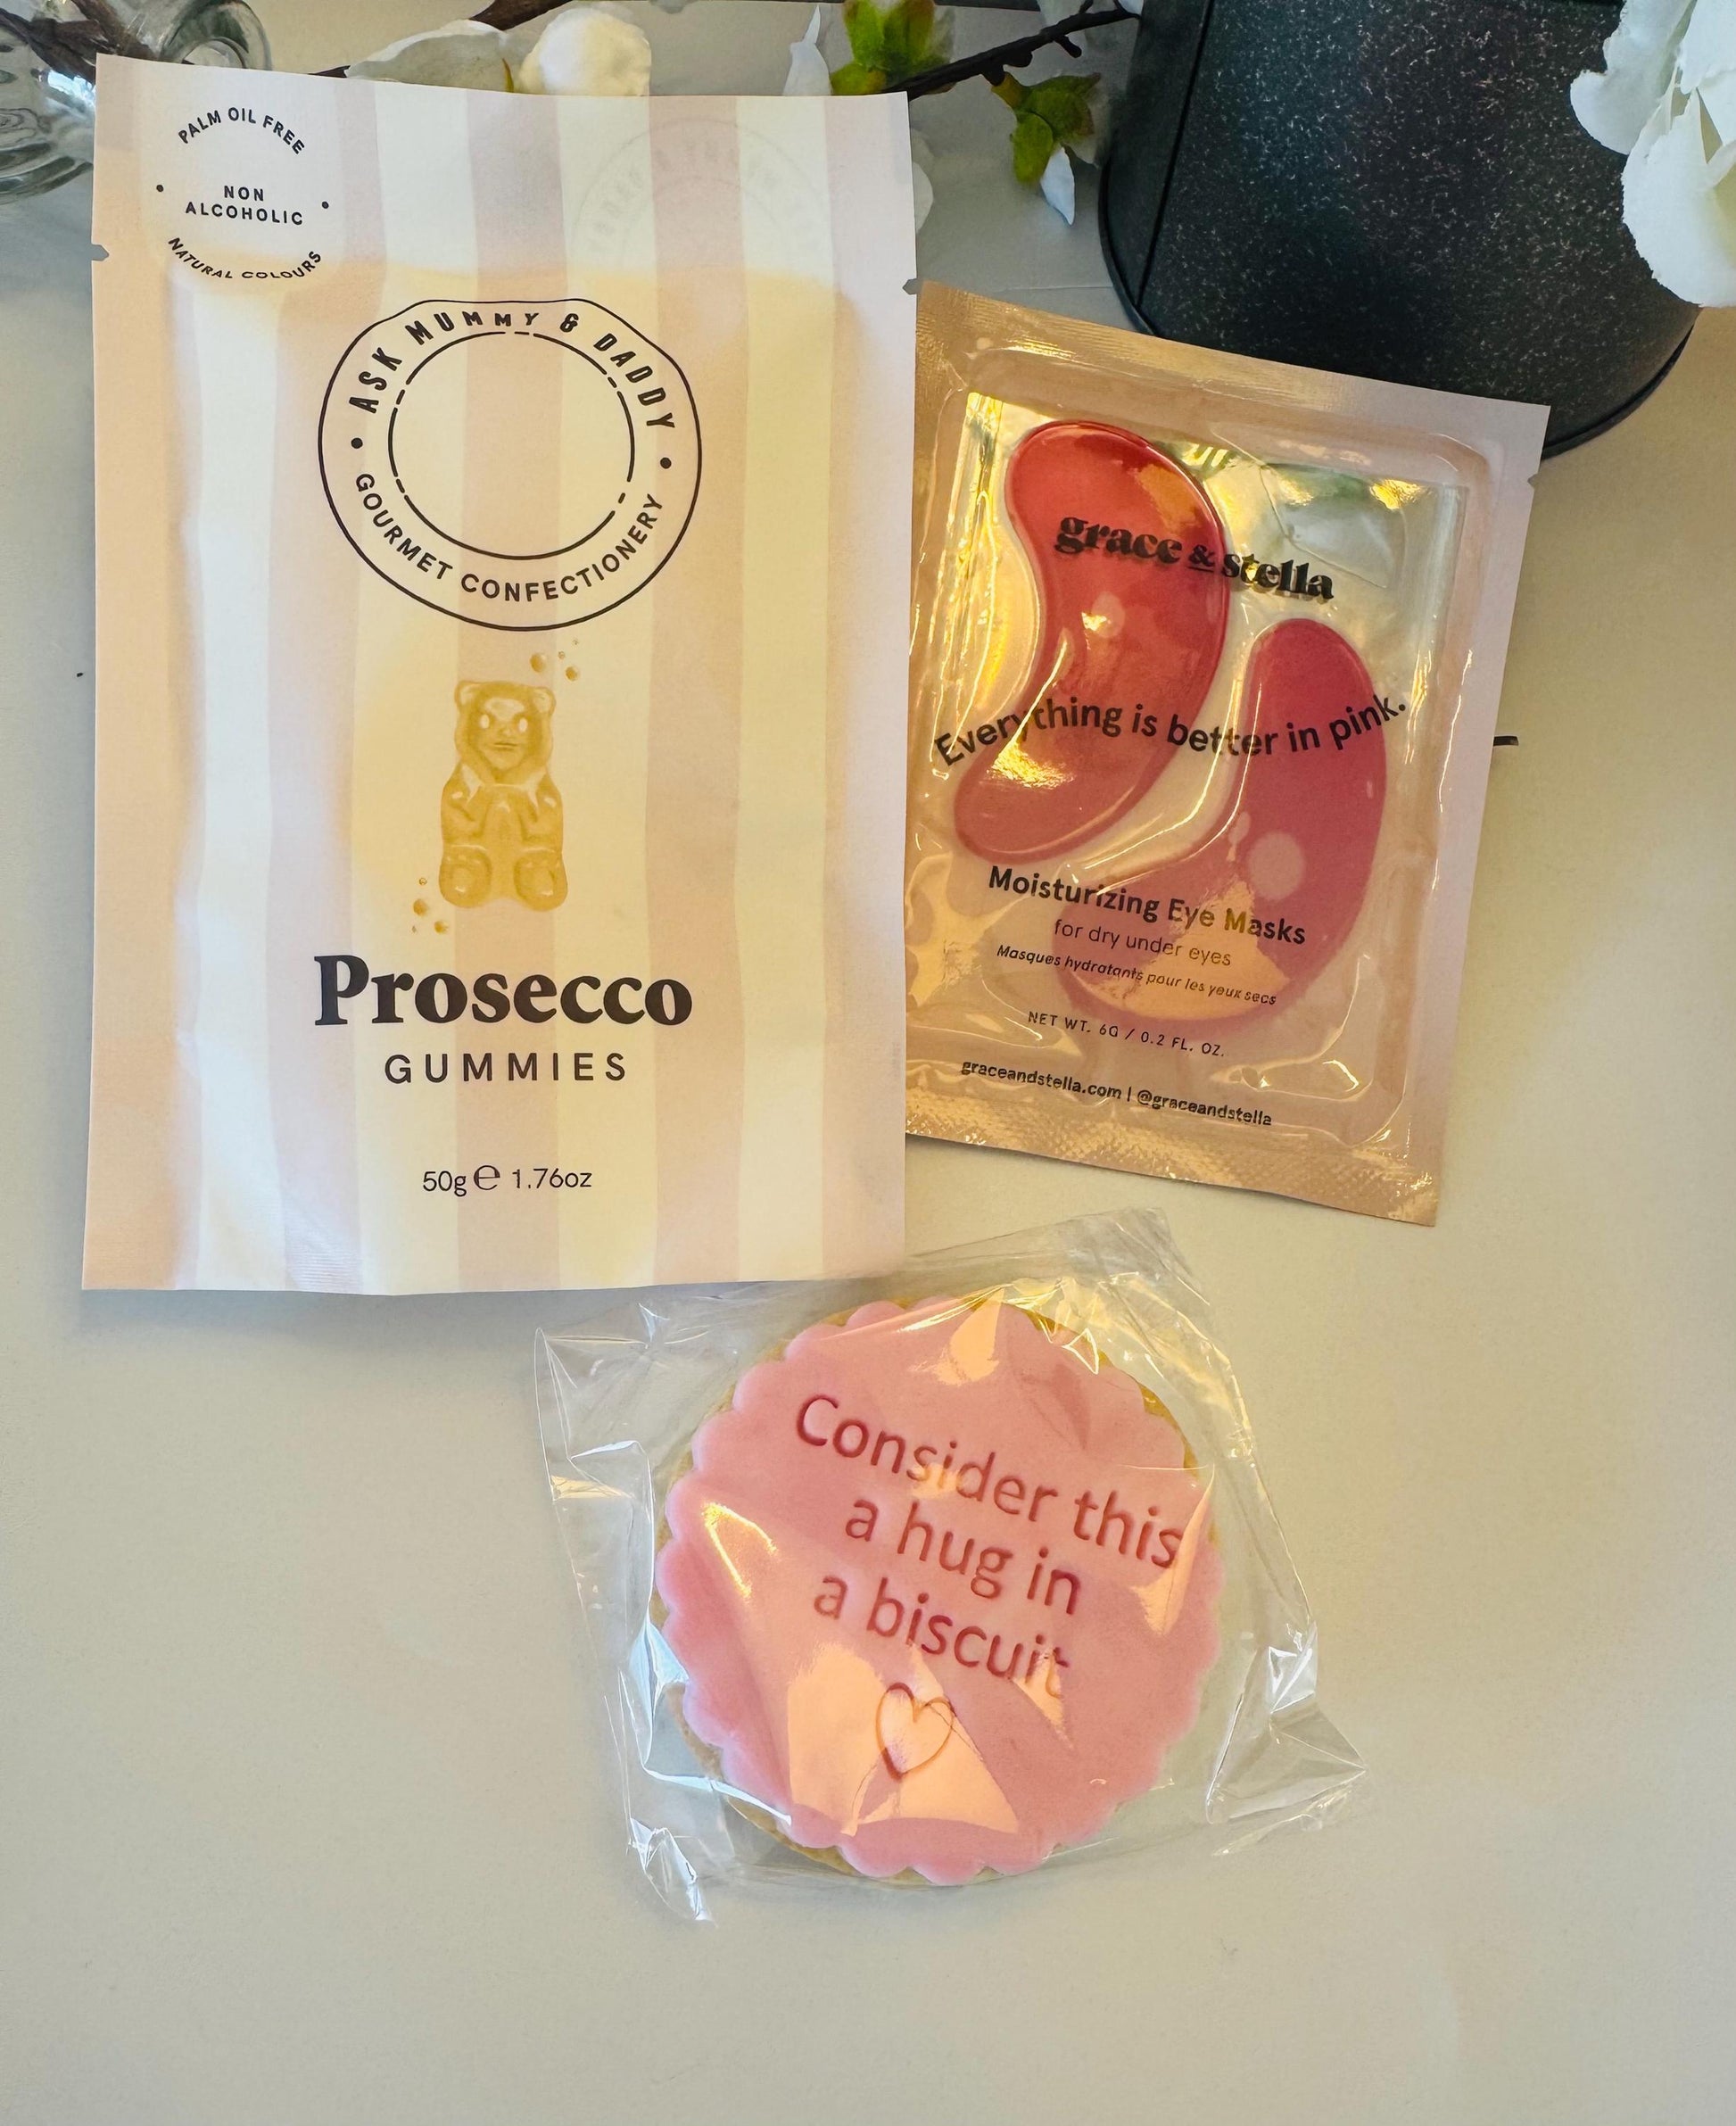 PALM OIL FREE
NON
ALCOHOLIC
NATURAL COLOURS
ASK MUMMY & DADDY
GOURMET CONFECTIONERY
Prosecco
GUMMIES
50g ℮ 1.76oz
grace & stella
Everything is better in pink.
Moisturizing Eye Masks
for dry under eyes
Masques hydratants pour les yeux secs
NET WT. 6G / 0.2 FL. OZ.
graceandstella.com | @graceandstella
Consider this
a hug in
a biscuit